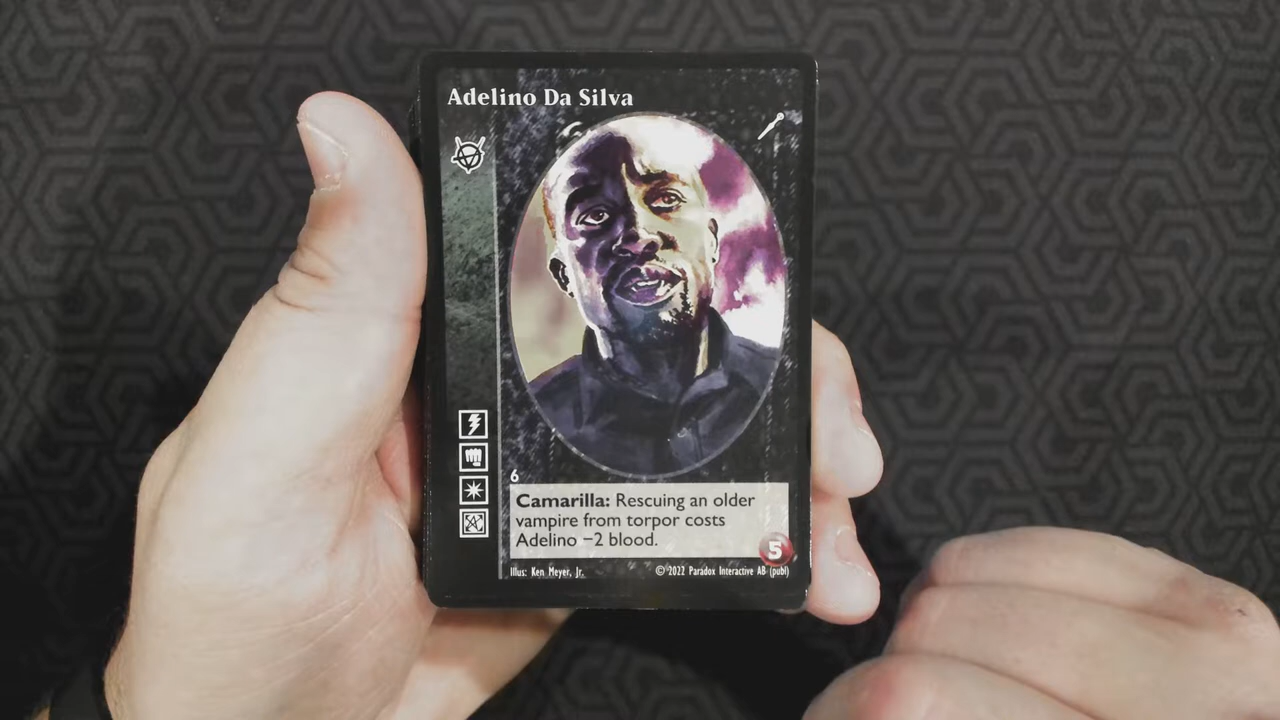 Adelino Da Silva
6
Camarilla: Rescuing an older
vampire from torpor costs
Adelino −2 blood.
5
Illus: Ken Meyer, Jr.
© 2022 Paradox Interactive AB (publ)